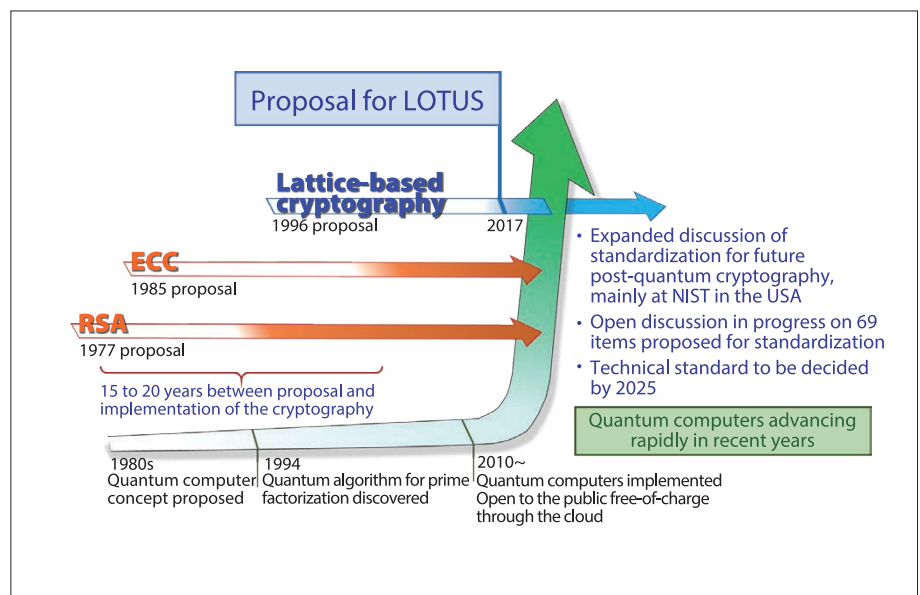 Proposal for LOTUS
Lattice-based
cryptography
1996 proposal
2017
ECC
1985 proposal
RSA
1977 proposal
15 to 20 years between proposal and
implementation of the cryptography
• Expanded discussion of
standardization for future
post-quantum cryptography,
mainly at NIST in the USA
• Open discussion in progress on 69
items proposed for standardization
• Technical standard to be decided
by 2025
Quantum computers advancing
rapidly in recent years
1980s
Quantum computer
concept proposed
1994
Quantum algorithm for prime
factorization discovered
2010~
Quantum computers implemented
Open to the public free-of-charge
through the cloud